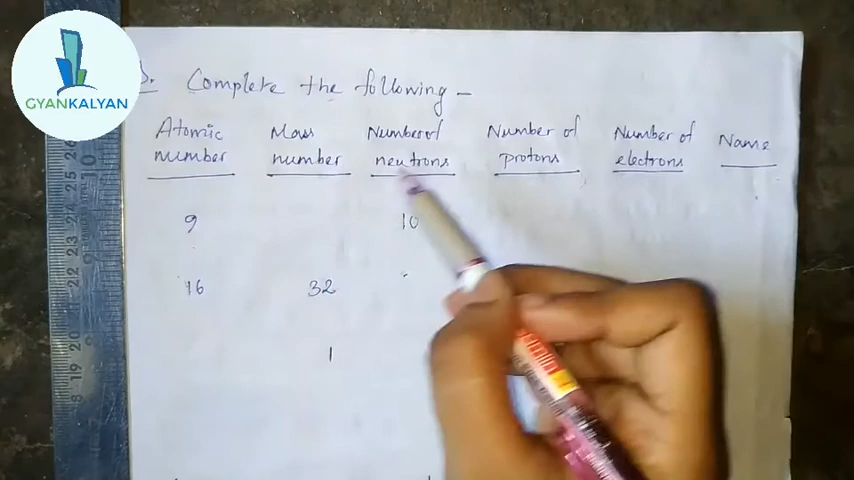 GYANKALYAN
Complete the following -
Atomic number Mass number Number of neutrons Number of protons Number of electrons Name
9 10
16 32
1